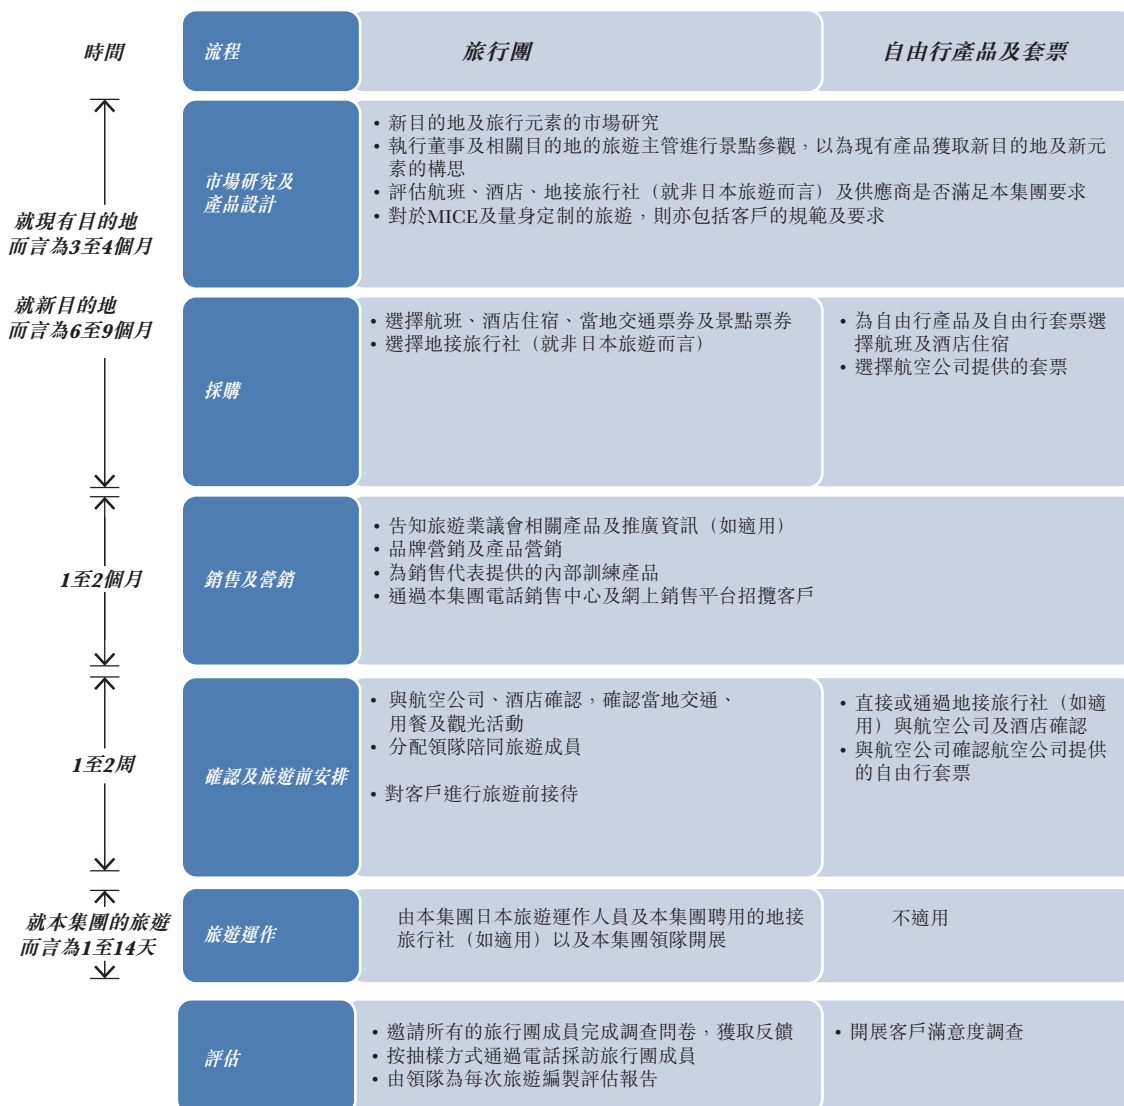 時間
流程
旅行團
自由行產品及套票
就現有目的地
而言為3至4個月
就新目的地
而言為6至9個月
市場研究及
產品設計
• 新目的地及旅行元素的市場研究
• 執行董事及相關目的地的旅遊主管進行景點參觀，以為現有產品獲取新目的地及新元
素的構思
• 評估航班、酒店、地接旅行社（就非日本旅遊而言）及供應商是否滿足本集團要求
• 對於MICE及量身定制的旅遊，則亦包括客戶的規範及要求
採購
• 選擇航班、酒店住宿、當地交通票券及景點票券
• 選擇地接旅行社（就非日本旅遊而言）
• 為自由行產品及自由行套票選
擇航班及酒店住宿
• 選擇航空公司提供的套票
1至2個月
銷售及營銷
• 告知旅遊業議會相關產品及推廣資訊（如適用）
• 品牌營銷及產品營銷
• 為銷售代表提供的內部訓練產品
• 通過本集團電話銷售中心及網上銷售平台招攬客戶
1至2周
確認及旅遊前安排
• 與航空公司、酒店確認，確認當地交通、
用餐及觀光活動
• 分配領隊陪同旅遊成員
• 對客戶進行旅遊前接待
• 直接或通過地接旅行社（如適
用）與航空公司及酒店確認
• 與航空公司確認航空公司提供
的自由行套票
就本集團的旅遊
而言為1至14天
旅遊運作
由本集團日本旅遊運作人員及本集團聘用的地接
旅行社（如適用）以及本集團領隊開展
不適用
評估
• 邀請所有的旅行團成員完成調查問卷，獲取反饋
• 按抽樣方式通過電話採訪旅行團成員
• 由領隊為每次旅遊編製評估報告
• 開展客戶滿意度調查